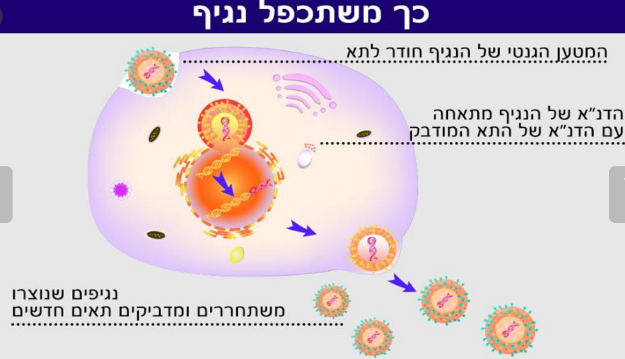 כך משתכפל נגיף
המטען הגנטי של הנגיף חודר לתא
הדנ״א של הנגיף מתאחה
עם הדנ״א של התא המודבק
נגיפים שנוצרו
משתחררים ומדביקים תאים חדשים